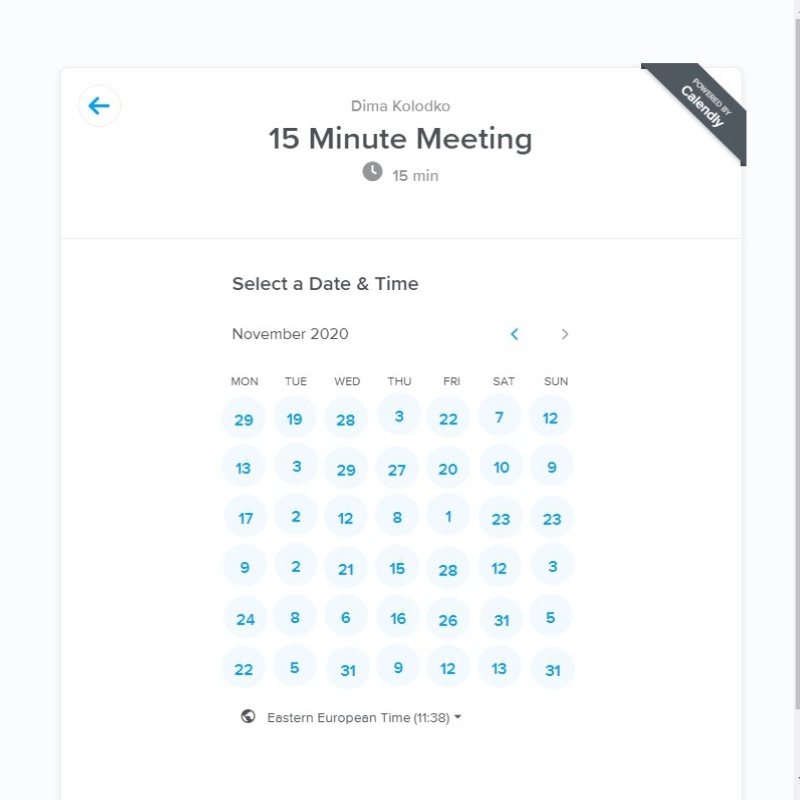 POWERED BY
Calendly
Dima Kolodko
15 Minute Meeting
15 min
Select a Date & Time
November 2020
MON TUE WED THU FRI SAT SUN
29 19 28 3 22 7 12
13 3 29 27 20 10 9
17 2 12 8 1 23 23
9 2 21 15 28 12 3
24 8 6 16 26 31 5
22 5 31 9 12 13 31
Eastern European Time (11:38)